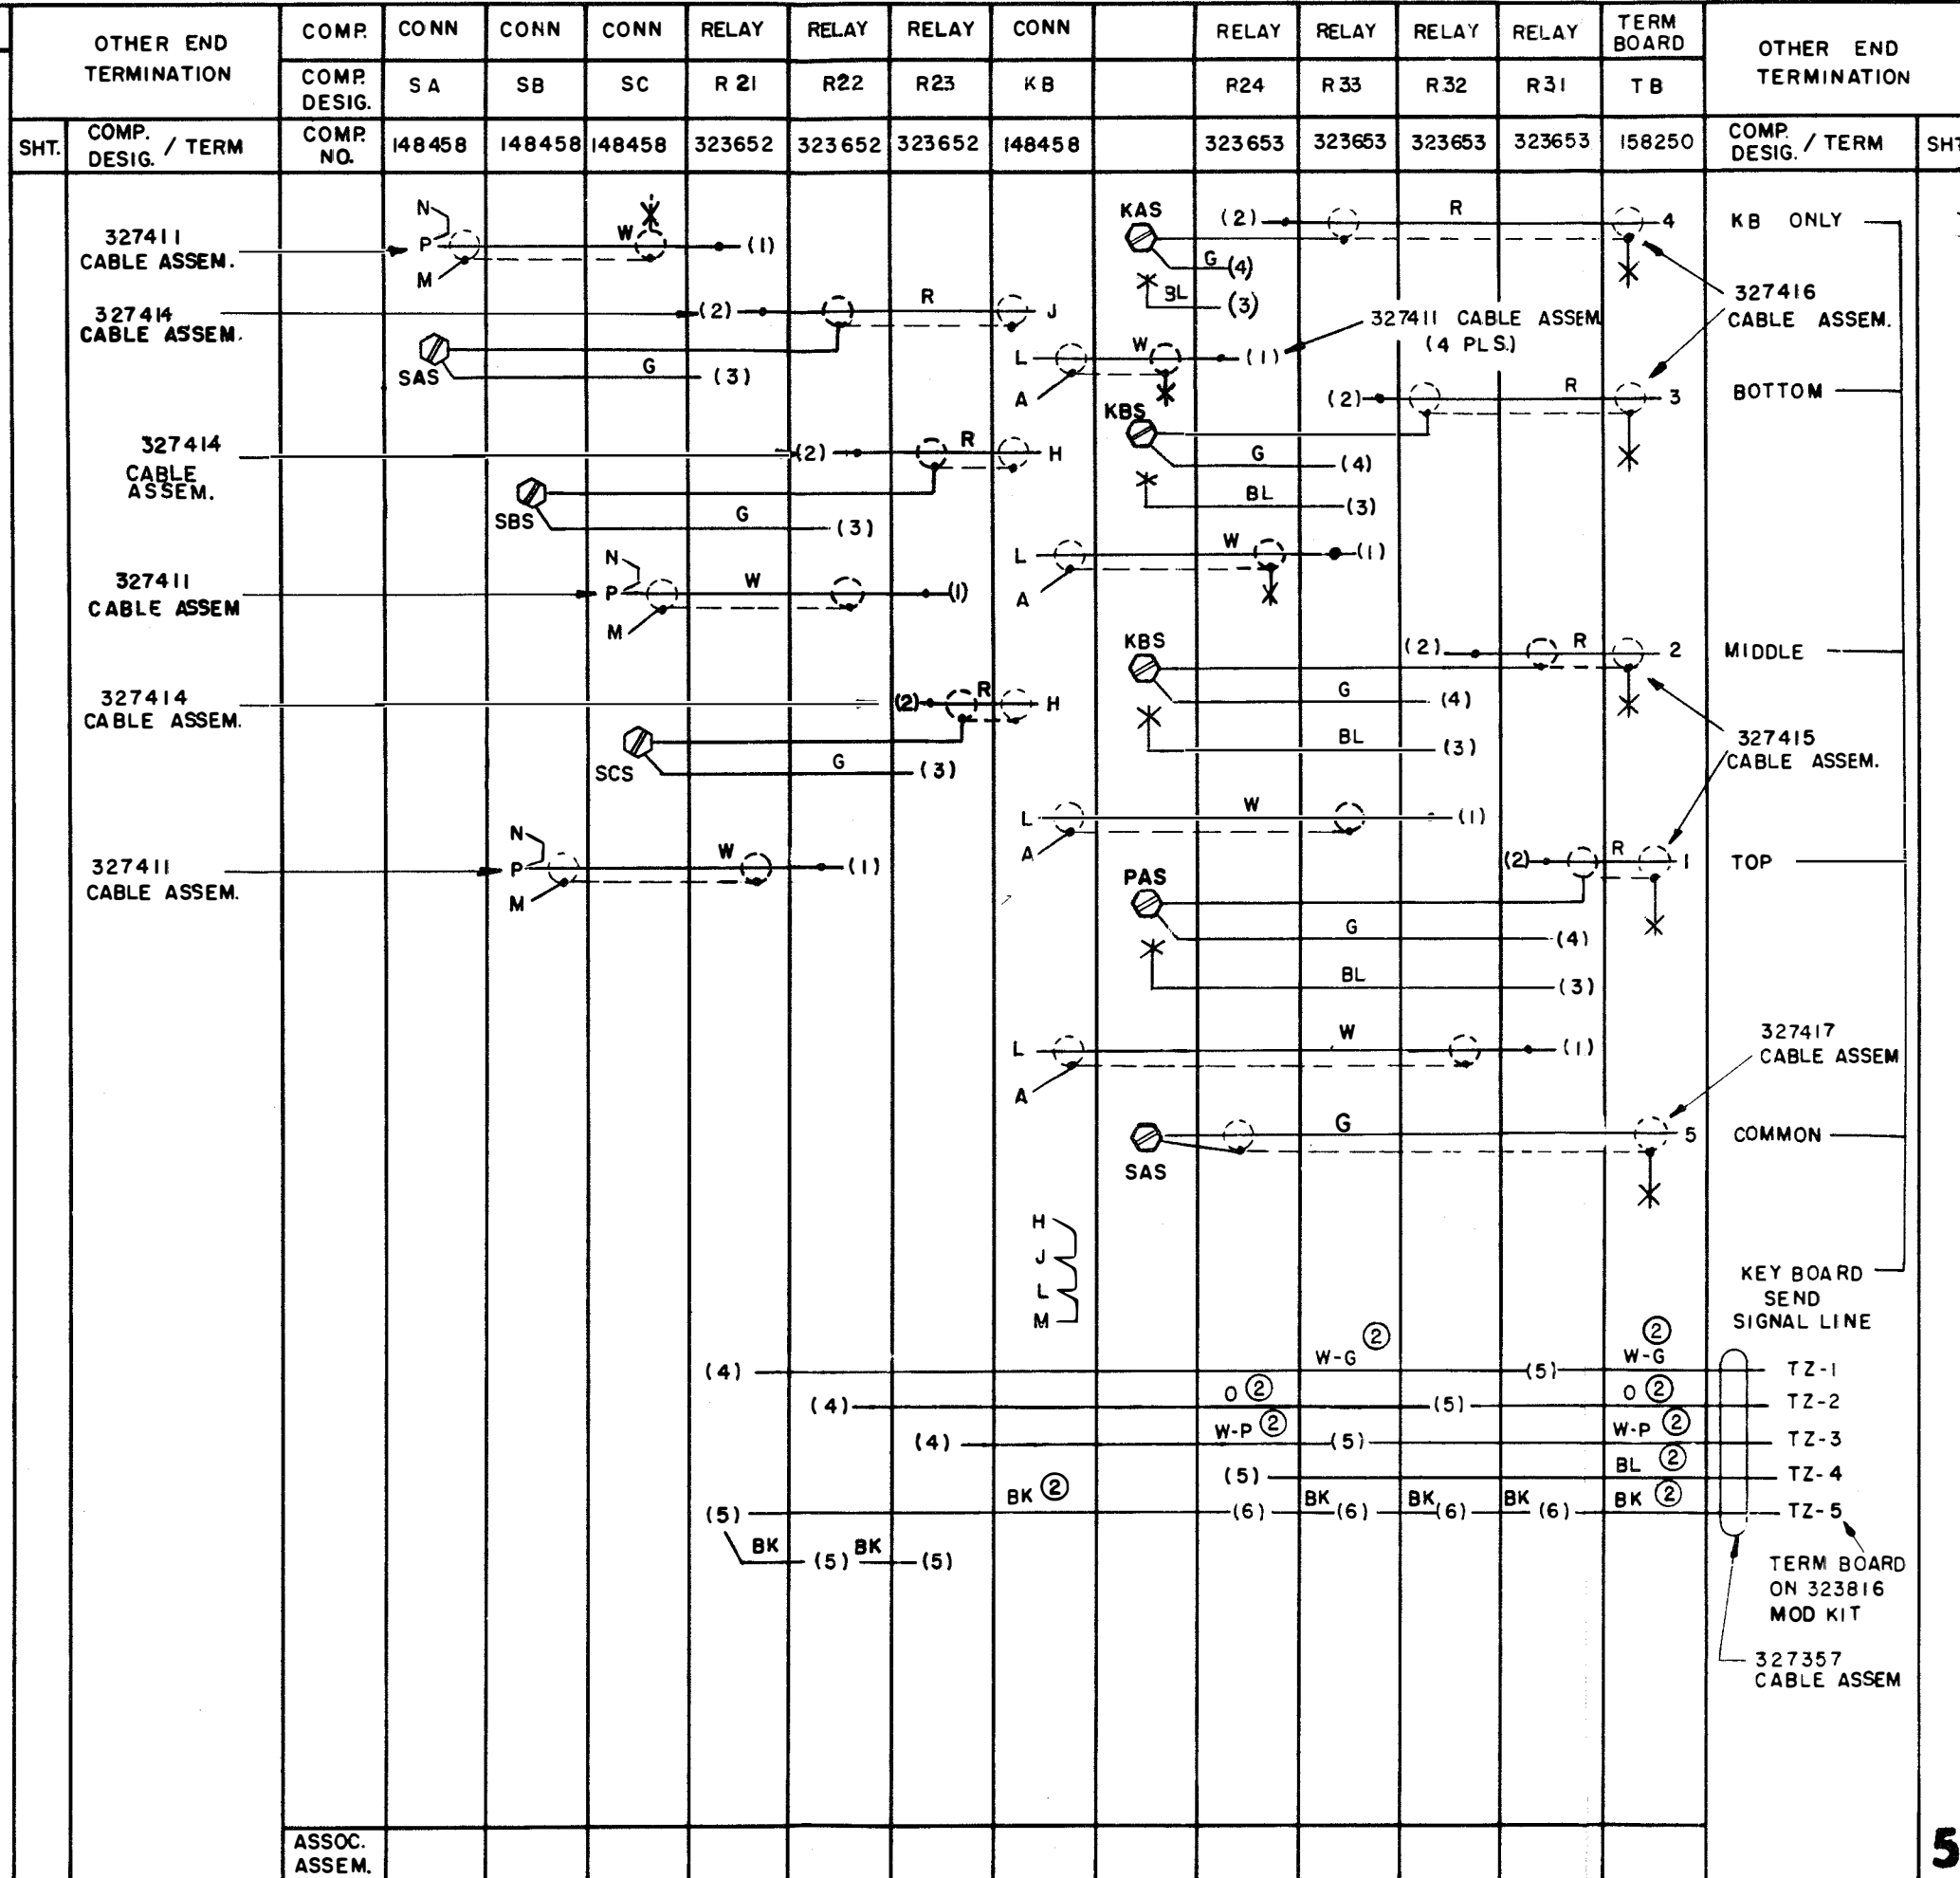 OTHER END
TERMINATION
COMP. CONN CONN CONN RELAY RELAY RELAY CONN RELAY RELAY RELAY RELAY TERM BOARD
OTHER END
TERMINATION
COMP. DESIG. SA SB SC R21 R22 R23 KB R24 R33 R32 R31 TB
SHT. COMP. DESIG. / TERM COMP. NO. 148458 148458 148458 323652 323652 323652 148458 323653 323653 323653 323653 158250 COMP. DESIG. / TERM
N
KAS (2) R 4 KB ONLY
327411
CABLE ASSEM.
P W (1)
M
G (4)
BL (3)
327414
CABLE ASSEM.
(2) R J
327416
CABLE ASSEM.
327411 CABLE ASSEM
(4 PLS.)
SAS G (3)
L W (1)
A
KBS (2) R 3 BOTTOM
327414
CABLE
ASSEM.
(2) R H
G (4)
BL (3)
SBS G (3)
L W (1)
A
N
327411
CABLE ASSEM
P W (1)
M
KBS (2) R 2 MIDDLE
G (4)
BL (3)
327414
CABLE ASSEM.
(2) R H
327415
CABLE ASSEM.
SCS G (3)
L W (1)
A
N
327411
CABLE ASSEM.
P W (1)
M
(2) R 1 TOP
PAS
G (4)
BL (3)
327417
CABLE ASSEM
L W (1)
A
G 5 COMMON
SAS
H
J
L
M
KEY BOARD
SEND
SIGNAL LINE
(4) W-G 2 (5) W-G 2 TZ-1
(4) O 2 (5) O 2 TZ-2
(4) W-P 2 (5) W-P 2 TZ-3
(5) BL 2 TZ-4
(5) BK 2 (6) BK (6) BK (6) BK (6) BK 2 TZ-5
BK (5) BK (5)
TERM BOARD
ON 323816
MOD KIT
327357
CABLE ASSEM
ASSOC.
ASSEM.
5